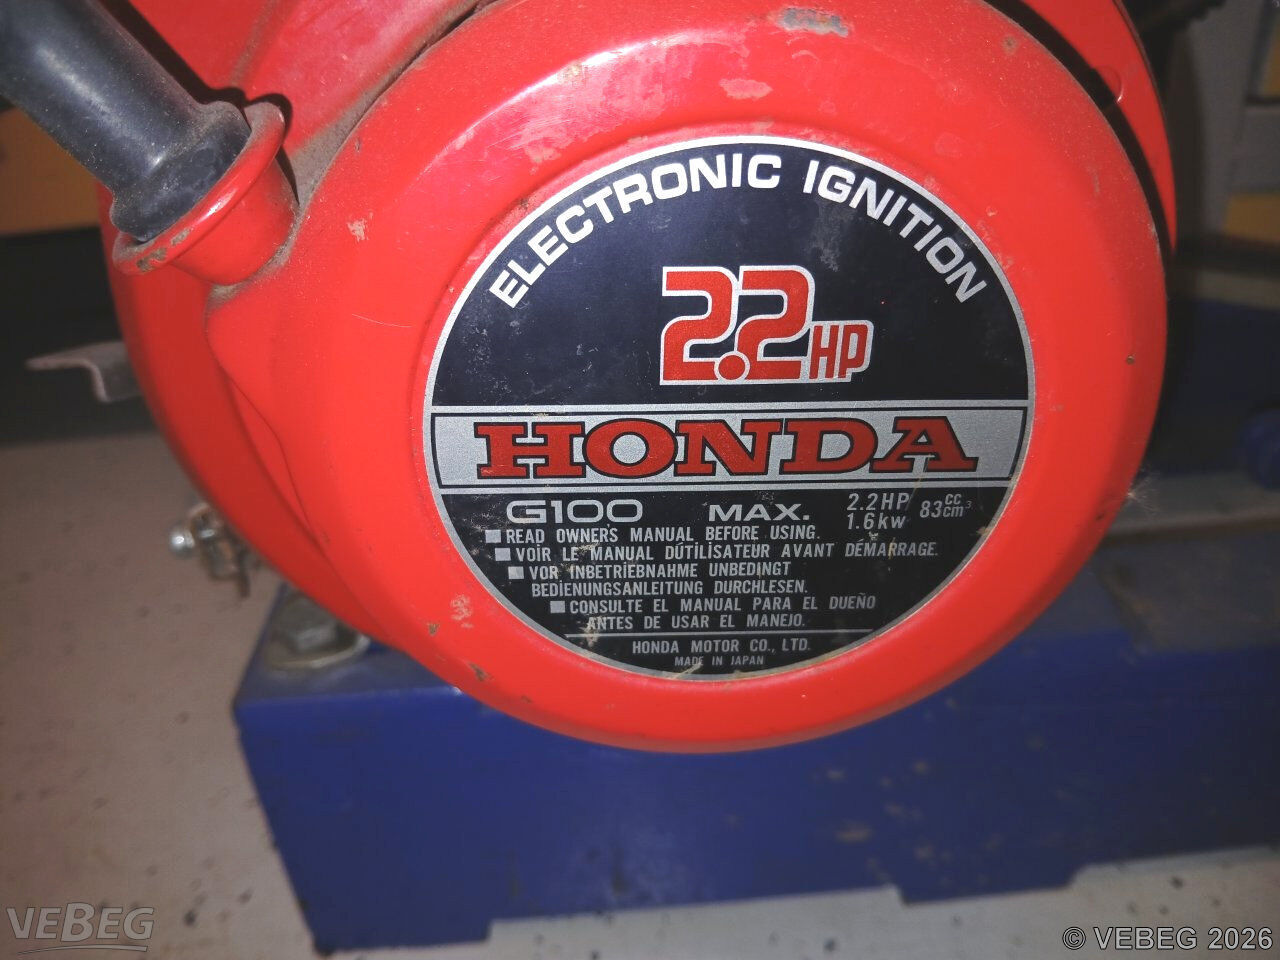 ELECTRONIC IGNITION
2.2HP
HONDA
G100 MAX. 2.2HP/1.6kw 83cc/cm³
READ OWNER'S MANUAL BEFORE USING.
VOIR LE MANUAL DÚTILISATEUR AVANT DÉMARRAGE.
VOR INBETRIEBNAHME UNBEDINGT
BEDIENUNGSANLEITUNG DURCHLESEN.
CONSULTE EL MANUAL PARA EL DUEÑO
ANTES DE USAR EL MANEJO.
HONDA MOTOR CO., LTD.
MADE IN JAPAN
VEBEG
© VEBEG 2026